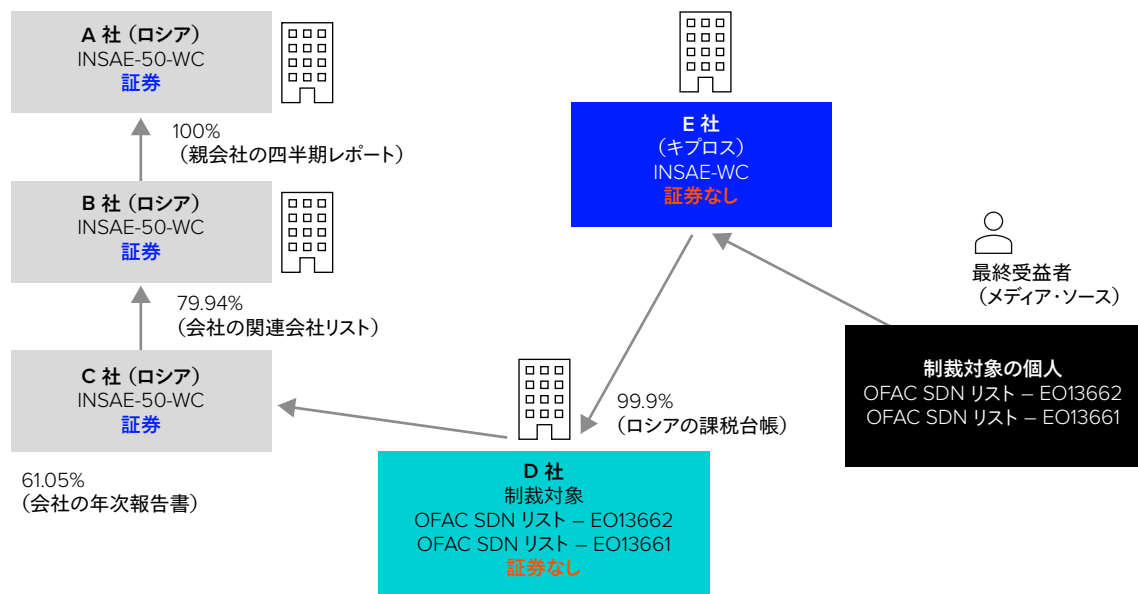 A 社（ロシア）
INSAE-50-WC
証券
100%
（親会社の四半期レポート）
B 社（ロシア）
INSAE-50-WC
証券
79.94%
（会社の関連会社リスト）
C 社（ロシア）
INSAE-50-WC
証券
61.05%
（会社の年次報告書）
D 社
制裁対象
OFAC SDN リスト – EO13662
OFAC SDN リスト – EO13661
証券なし
99.9%
（ロシアの課税台帳）
E 社
（キプロス）
INSAE-WC
証券なし
最終受益者
（メディア・ソース）
制裁対象の個人
OFAC SDN リスト – EO13662
OFAC SDN リスト – EO13661